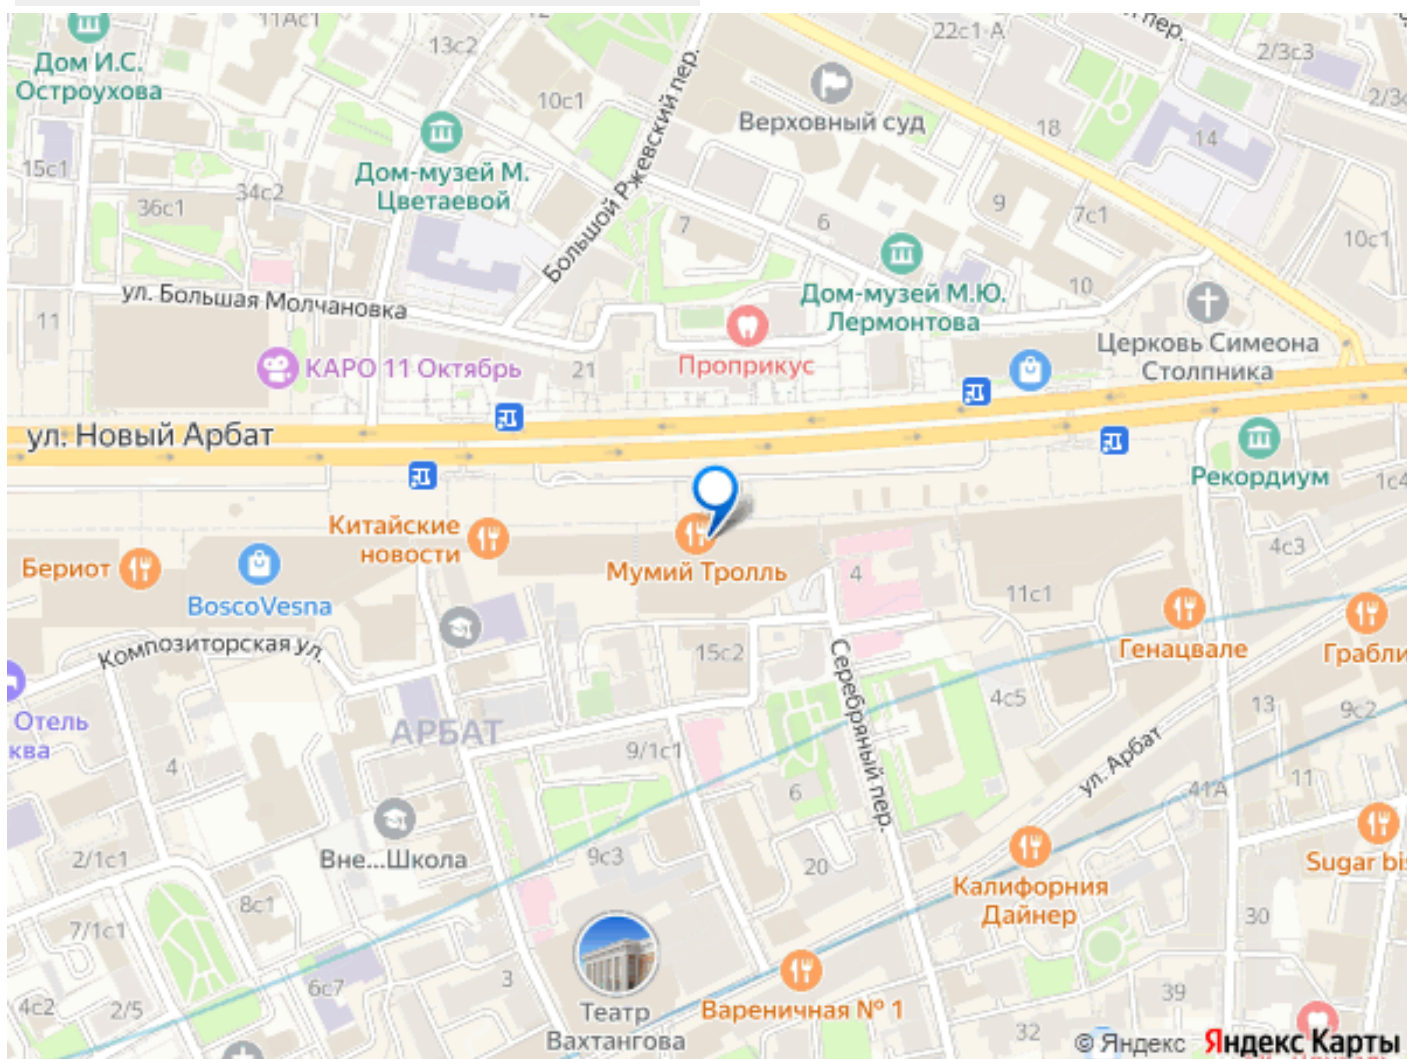 11Ас1
13с2
22с1-А
пер.
2/3с3
Дом И.С.
Остроухова
10с1
Верховный суд
18
14
15с1
Дом-музей М.
Цветаевой
34с2
36с1
Большой Ржевский пер.
7
6
9
7с1
10с1
10
ул. Большая Молчановка
Дом-музей М.Ю.
Лермонтова
11
Проприкус
Церковь Симеона
Столпника
КАРО 11 Октябрь
21
ул. Новый Арбат
Рекордиум
1с4
Китайские
новости
Бериот
BoscoVesna
Мумий Тролль
4
11с1
4с3
Генацвале
Грабли
Композиторская ул.
15с2
Серебряный пер.
4с5
13
9с2
Отель
ква
АРБАТ
9/1с1
4
6
ул. Арбат
41А
11
2/1с1
Вне...Школа
9с3
20
Калифорния
Дайнер
Sugar bis
8с1
7/1с1
30
6с7
3
4с2
2/5
Театр
Вахтангова
Вареничная № 1
39
32
© Яндекс Яндекс Карты